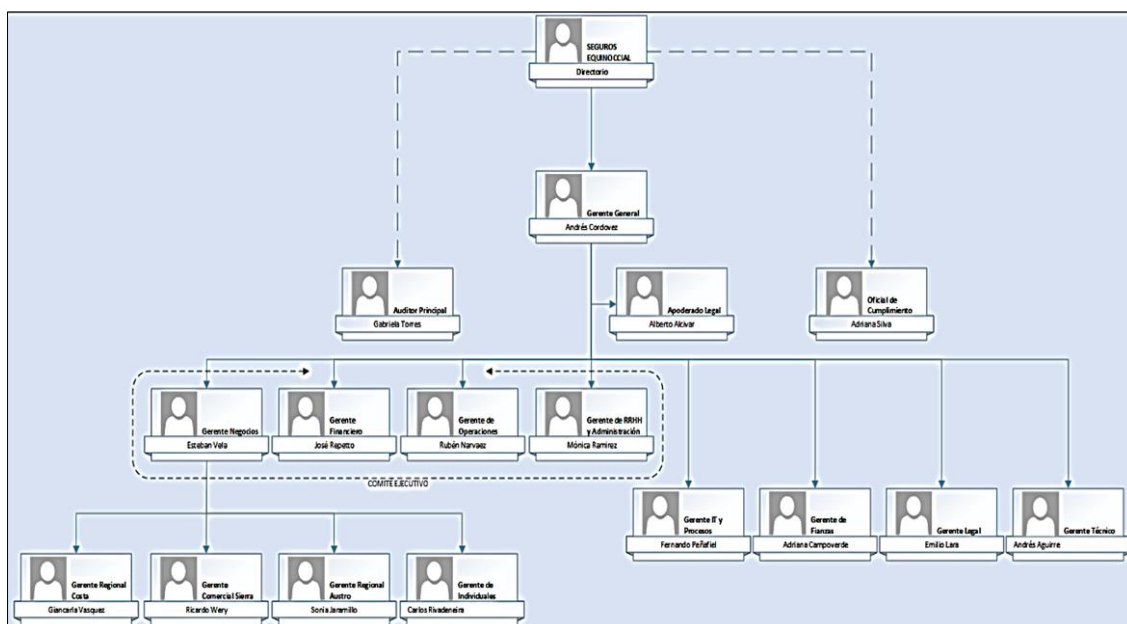 SEGUROS
EQUINOCCIAL
Directorio
Gerente General
Andrés Cordovez
Auditor Principal
Gabriela Torres
Apoderado Legal
Alberto Alcívar
Oficial de
Cumplimiento
Adriana Silva
Gerente Negocios
Esteban Vela
Gerente
Financiero
José Repetto
Gerente de
Operaciones
Rubén Narvaez
Gerente de RRHH
y Administración
Mónica Ramirez
COMITÉ EJECUTIVO
Gerente IT y
Procesos
Fernando Peñafiel
Gerente de
Fianzas
Adriana Campoverde
Gerente Legal
Emilio Lara
Gerente Técnico
Andrés Aguirre
Gerente Regional
Costa
Giancarla Vasquez
Gerente
Comercial Sierra
Ricardo Wery
Gerente Regional
Austro
Sonia Jaramillo
Gerente de
Individuales
Carlos Rivadeneira